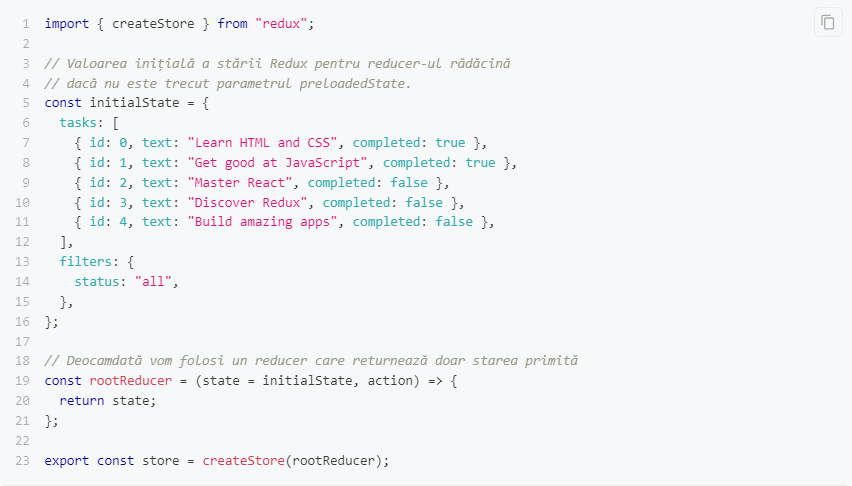 1 import { createStore } from "redux";
2
3 // Valoarea inițială a stării Redux pentru reducer-ul rădăcină
4 // dacă nu este trecut parametrul preloadedState.
5 const initialState = {
6   tasks: [
7     { id: 0, text: "Learn HTML and CSS", completed: true },
8     { id: 1, text: "Get good at JavaScript", completed: true },
9     { id: 2, text: "Master React", completed: false },
10     { id: 3, text: "Discover Redux", completed: false },
11     { id: 4, text: "Build amazing apps", completed: false },
12   ],
13   filters: {
14     status: "all",
15   },
16 };
17
18 // Deocamdată vom folosi un reducer care returnează doar starea primită
19 const rootReducer = (state = initialState, action) => {
20   return state;
21 };
22
23 export const store = createStore(rootReducer);